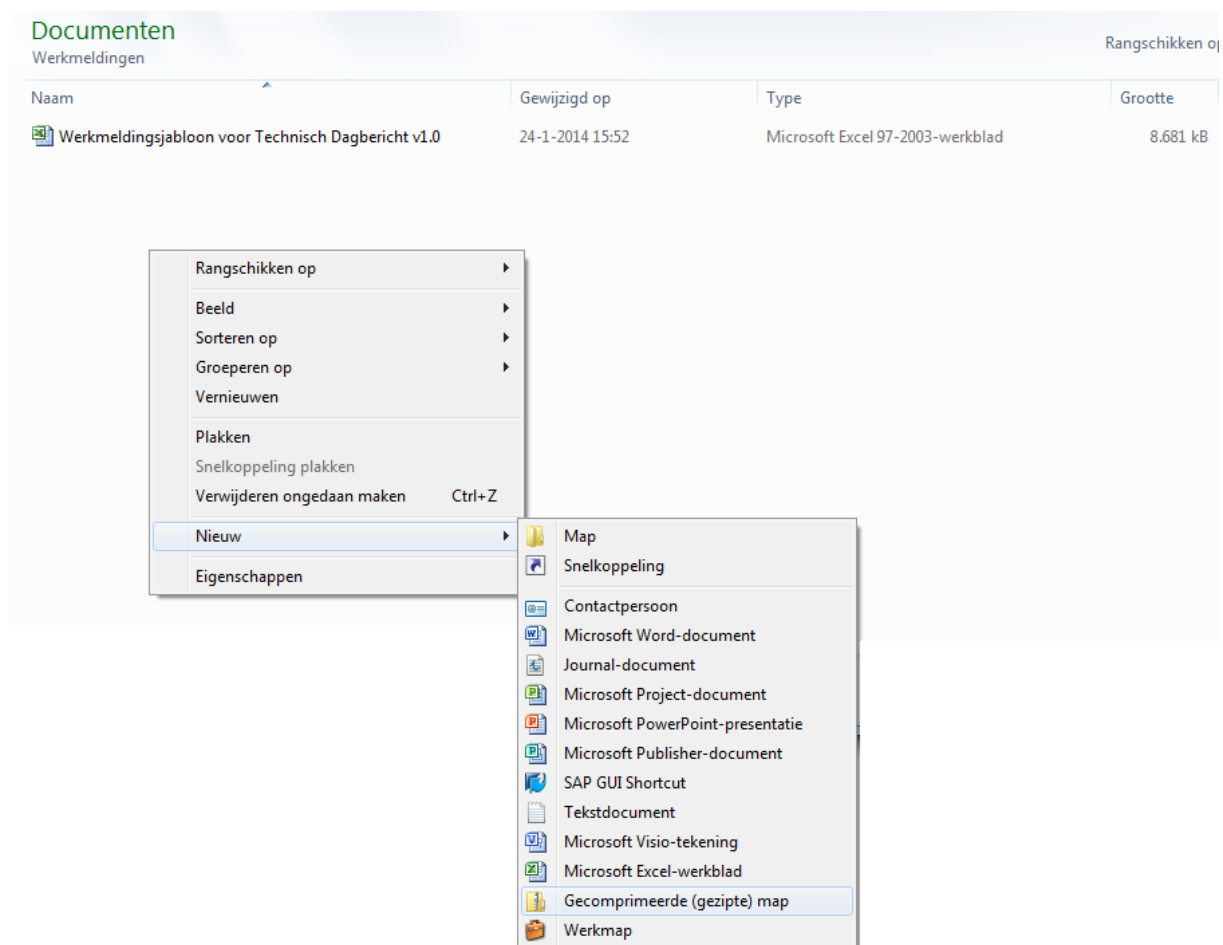 Documenten
Werkmeldingen
Rangschikken op
Naam Gewijzigd op Type Grootte
Werkmeldingsjabloon voor Technisch Dagbericht v1.0 24-1-2014 15:52 Microsoft Excel 97-2003-werkblad 8.681 kB
Rangschikken op
Beeld
Sorteren op
Groeperen op
Vernieuwen
Plakken
Snelkoppeling plakken
Verwijderen ongedaan maken Ctrl+Z
Nieuw
Eigenschappen
Map
Snelkoppeling
Contactpersoon
Microsoft Word-document
Journal-document
Microsoft Project-document
Microsoft PowerPoint-presentatie
Microsoft Publisher-document
SAP GUI Shortcut
Tekstdocument
Microsoft Visio-tekening
Microsoft Excel-werkblad
Gecomprimeerde (gezipte) map
Werkmap